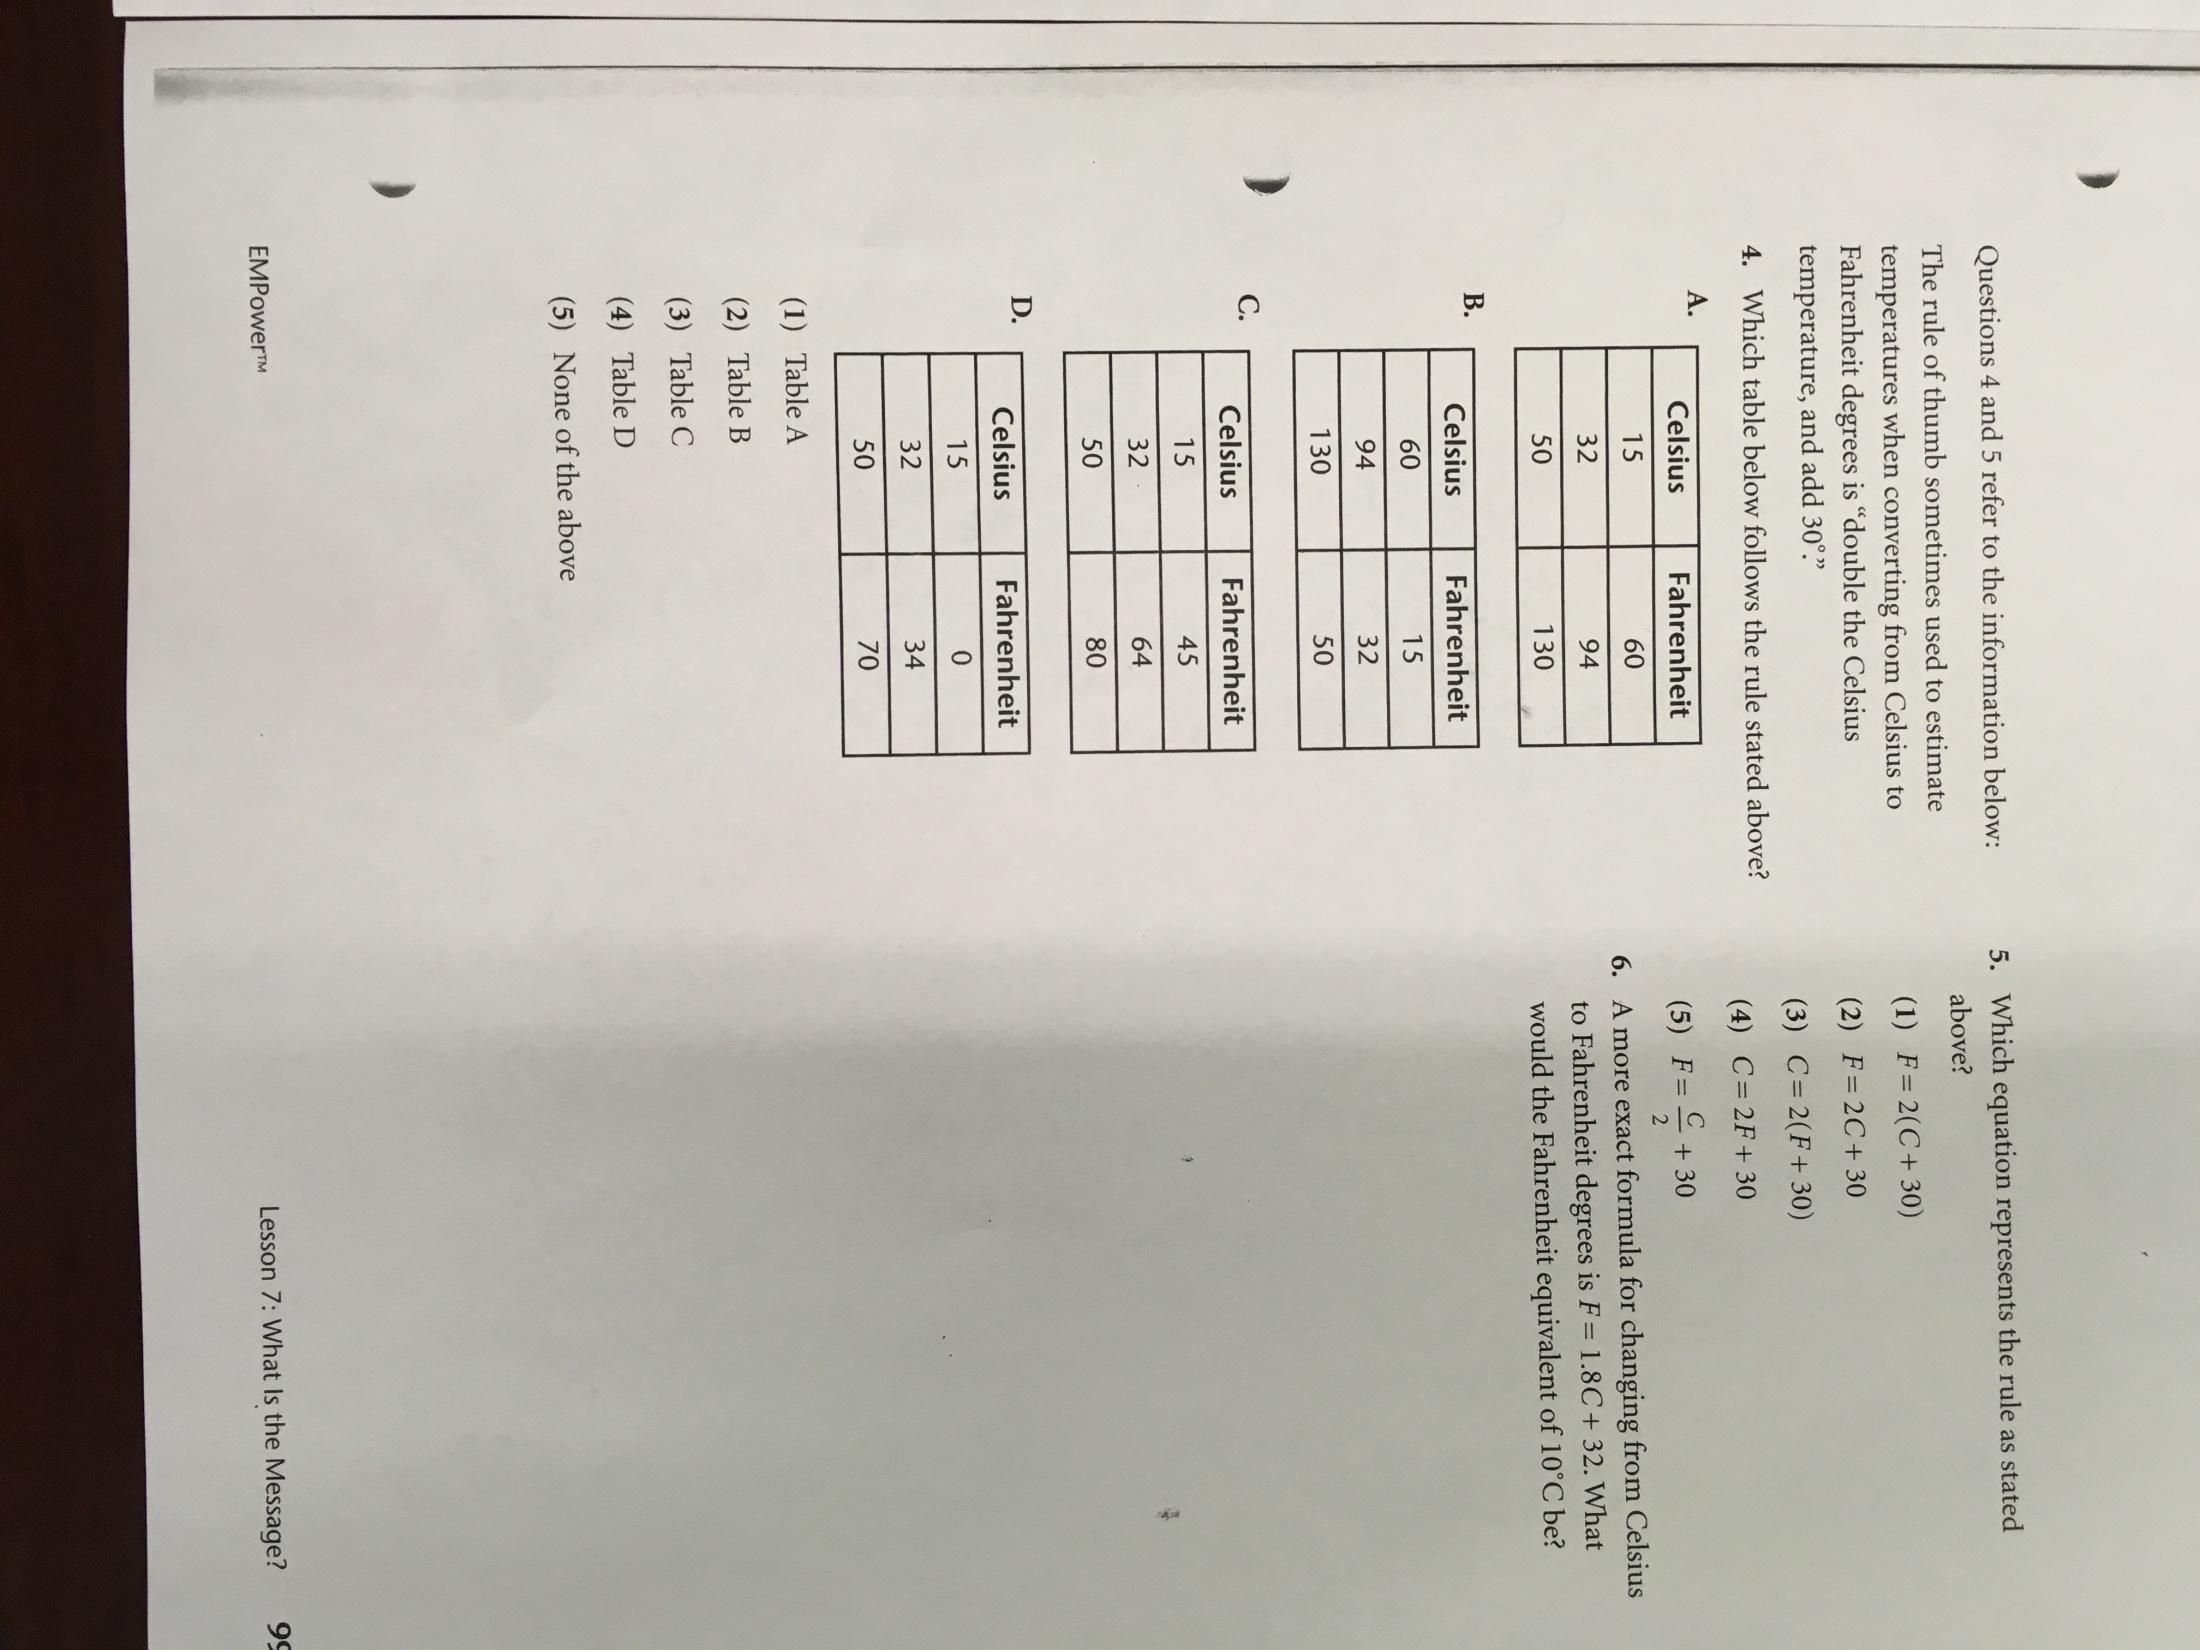 Questions 4 and 5 refer to the information below:
The rule of thumb sometimes used to estimate
temperatures when converting from Celsius to
Fahrenheit degrees is “double the Celsius
temperature, and add 30°.”
4. Which table below follows the rule stated above?
A.
Celsius Fahrenheit
15 60
32 94
50 130
B.
Celsius Fahrenheit
60 15
94 32
130 50
C.
Celsius Fahrenheit
15 45
32 64
50 80
D.
Celsius Fahrenheit
15 0
32 34
50 70
(1) Table A
(2) Table B
(3) Table C
(4) Table D
(5) None of the above
5. Which equation represents the rule as stated
above?
(1) F = 2(C + 30)
(2) F = 2C + 30
(3) C = 2(F + 30)
(4) C = 2F + 30
(5) F = C/2 + 30
6. A more exact formula for changing from Celsius
to Fahrenheit degrees is F = 1.8C + 32. What
would the Fahrenheit equivalent of 10°C be?
EMPower™
Lesson 7: What Is the Message?